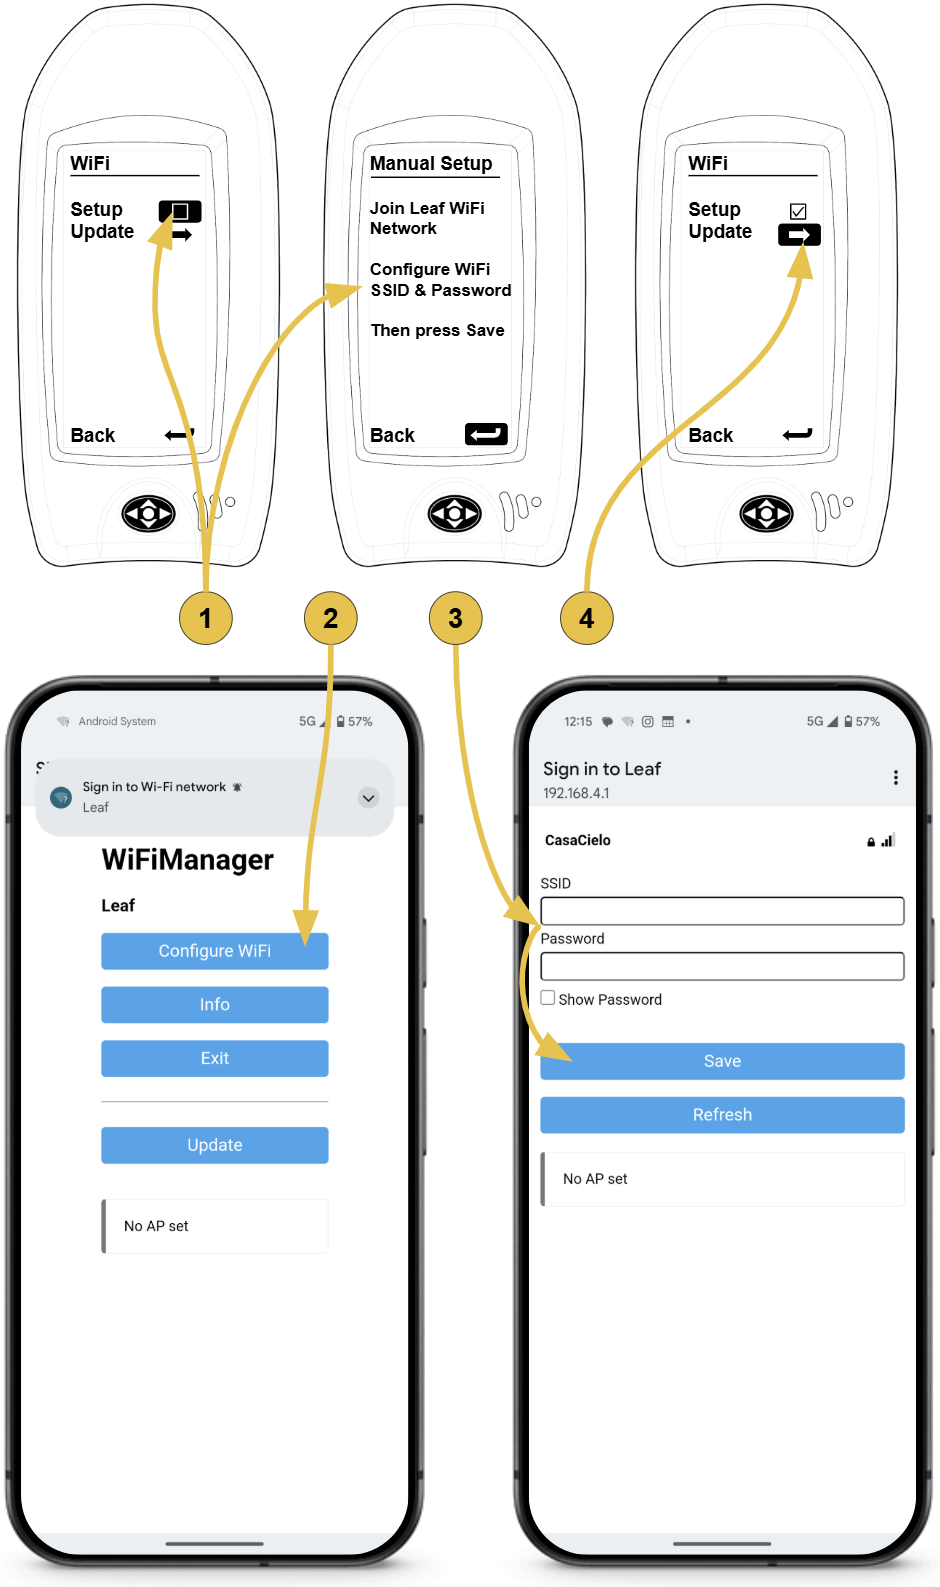 WiFi
Setup
Update
Back
Manual Setup
Join Leaf WiFi
Network
Configure WiFi
SSID & Password
Then press Save
Back
WiFi
Setup
Update
Back
1
2
3
4
Android System
5G 57%
Sign in to Wi-Fi network
Leaf
WiFiManager
Leaf
Configure WiFi
Info
Exit
Update
No AP set
12:15
5G 57%
Sign in to Leaf
192.168.4.1
CasaCielo
SSID
Password
Show Password
Save
Refresh
No AP set